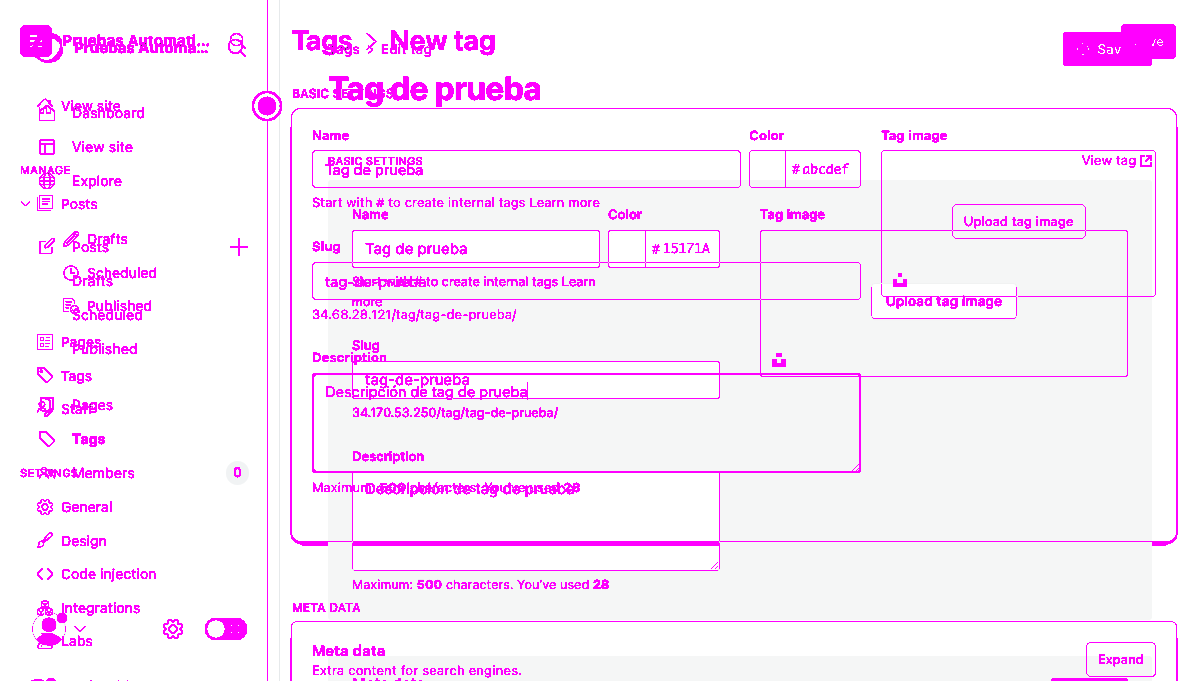 Pruebas Automati...
Pruebas Automa...
Tags > New tag
Tags > Edit tag
Sav
ve
Tag de prueba
BASIC SETTINGS
View site
Dashboard
View site
MANAGE
Explore
Posts
Drafts
Posts
Scheduled
Drafts
Published
Scheduled
Pages
Published
Tags
Staff
Pages
Tags
SETTINGS
Members
0
General
Design
Code injection
Integrations
Labs
Name
Color
Tag image
BASIC SETTINGS
View tag
Tag de prueba
#abcdef
Start with # to create internal tags Learn more
Name
Color
Tag image
Upload tag image
Slug
Tag de prueba
#15171A
tag-de-prueba
Start with # to create internal tags Learn
more
Upload tag image
34.68.28.121/tag/tag-de-prueba/
Slug
Description
tag-de-prueba
Descripción de tag de prueba
34.170.53.250/tag/tag-de-prueba/
Description
Maximum: 500 characters. You've used 28
Descripción de tag de prueba
Maximum: 500 characters. You've used 28
META DATA
Meta data
Extra content for search engines.
Expand